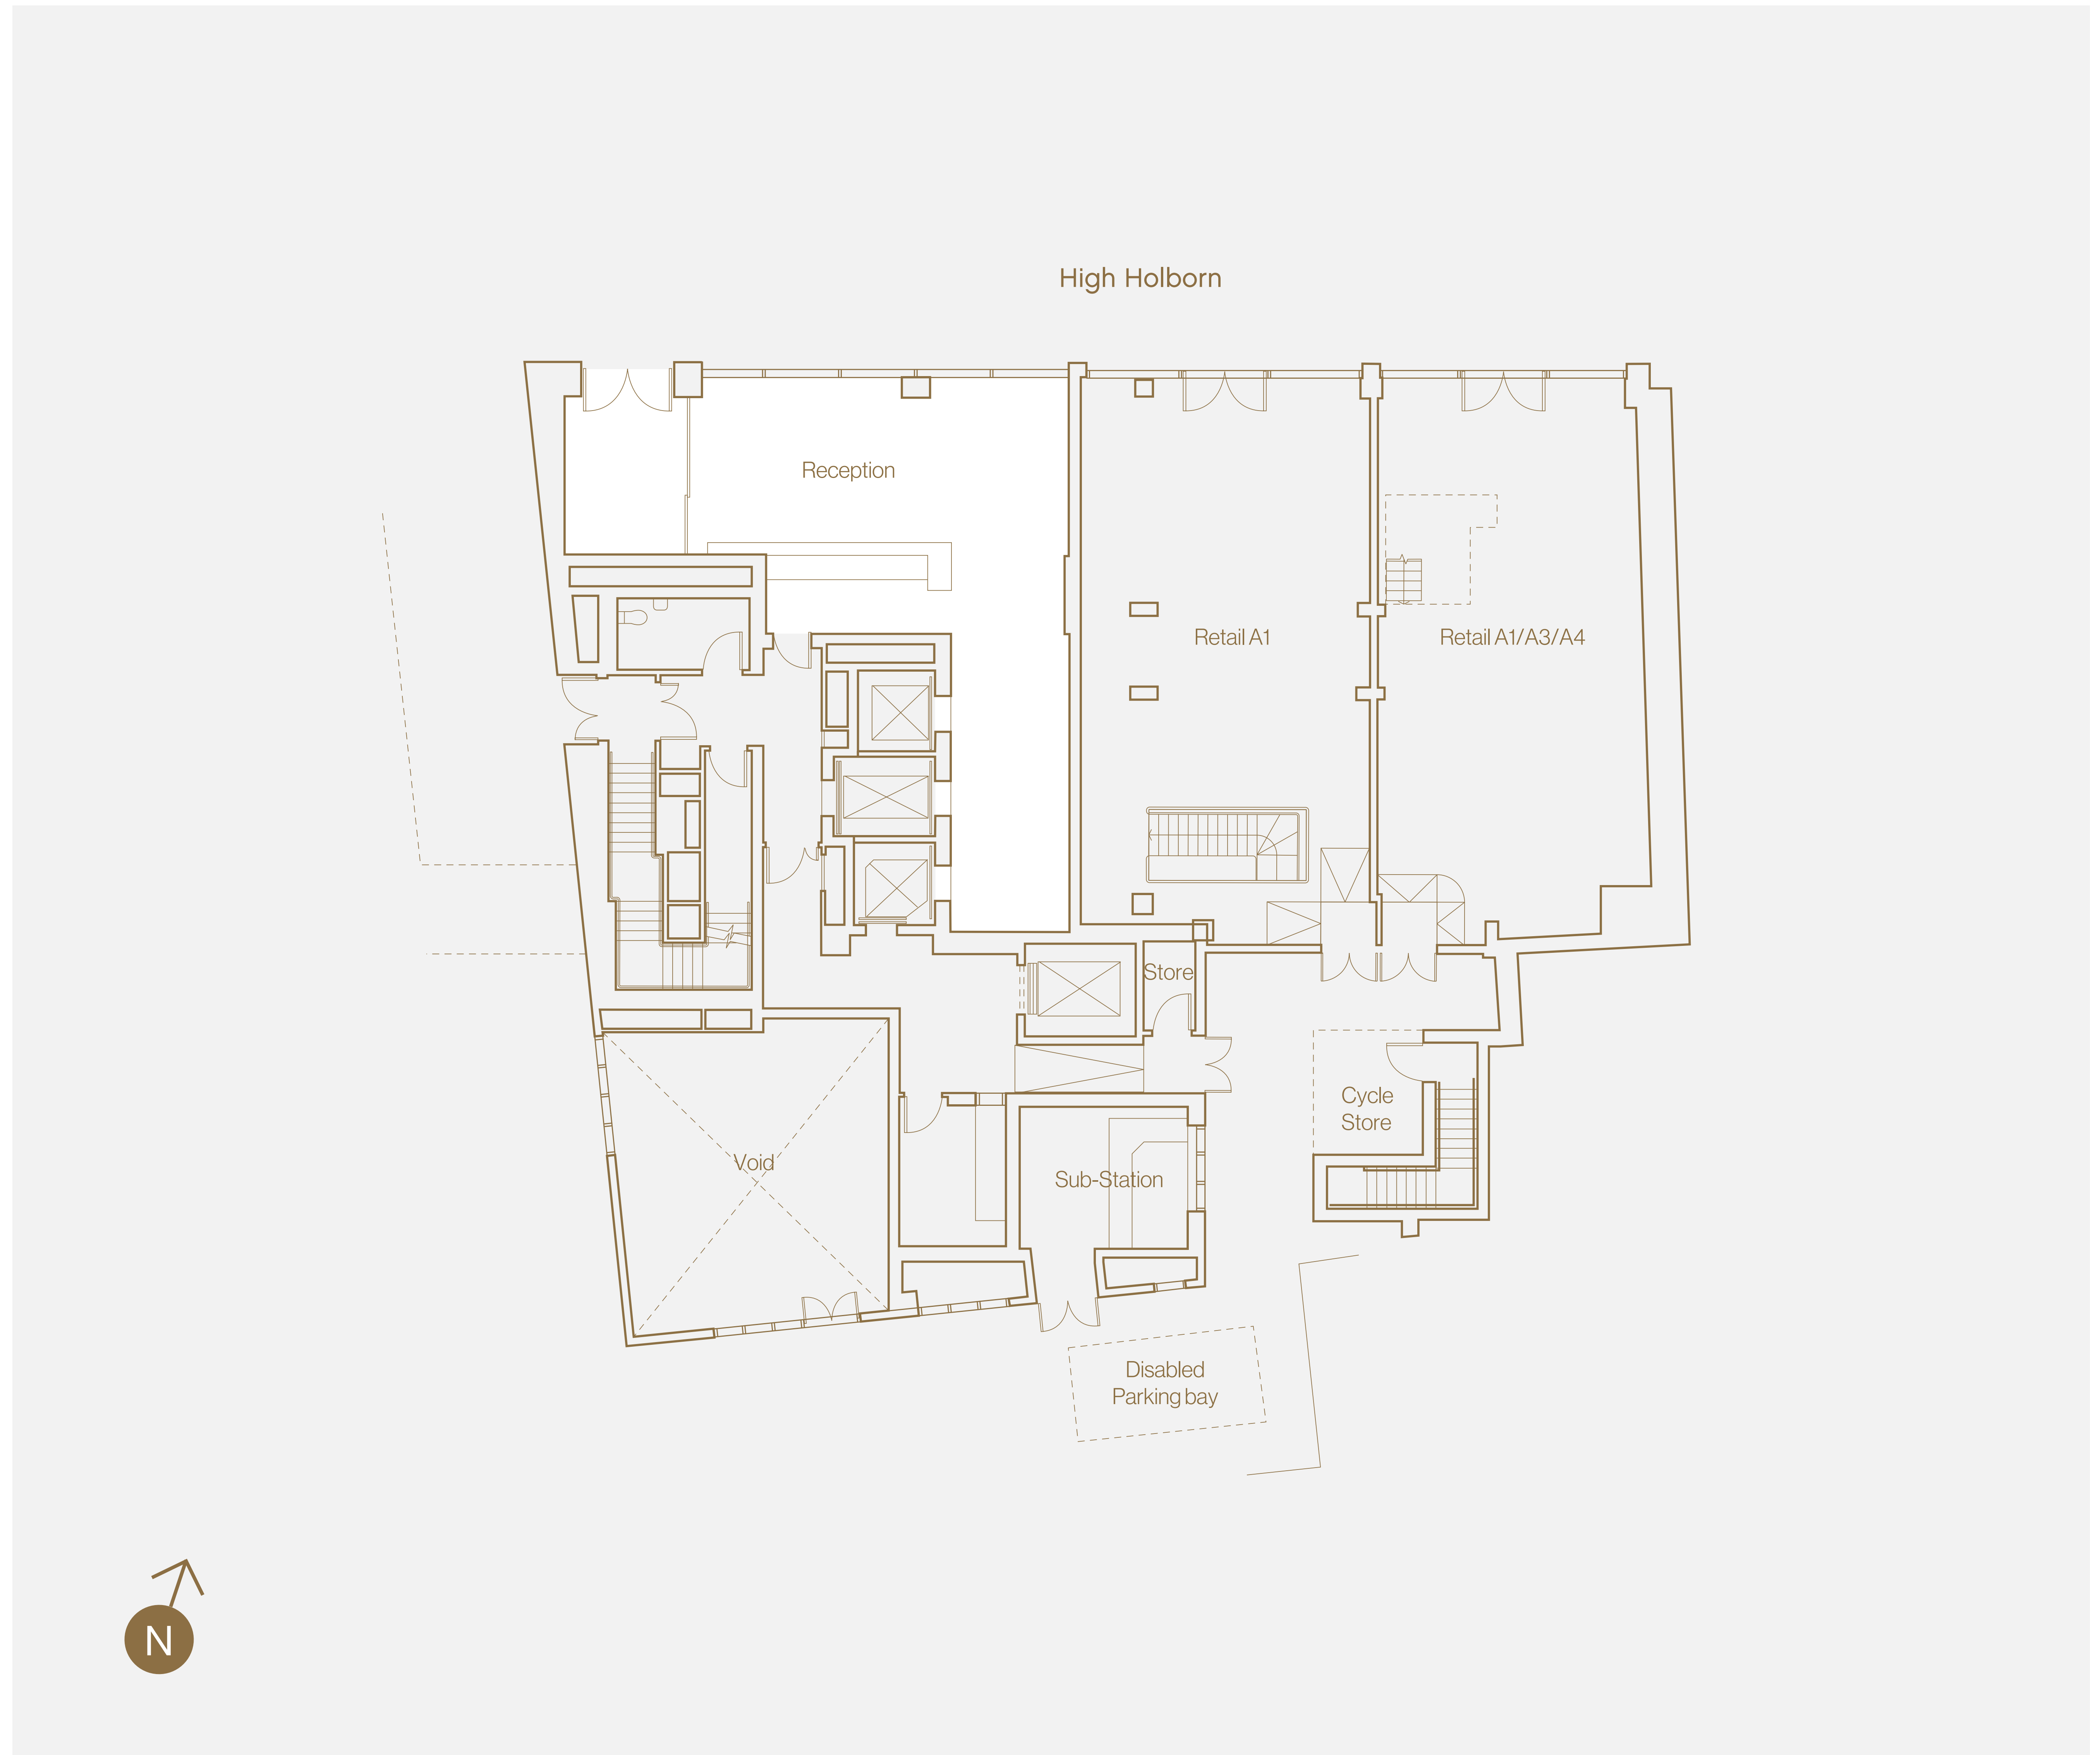 High Holborn
Reception
Retail A1
Retail A1/A3/A4
Store
Cycle
Store
Void
Sub-Station
Disabled
Parking bay
N